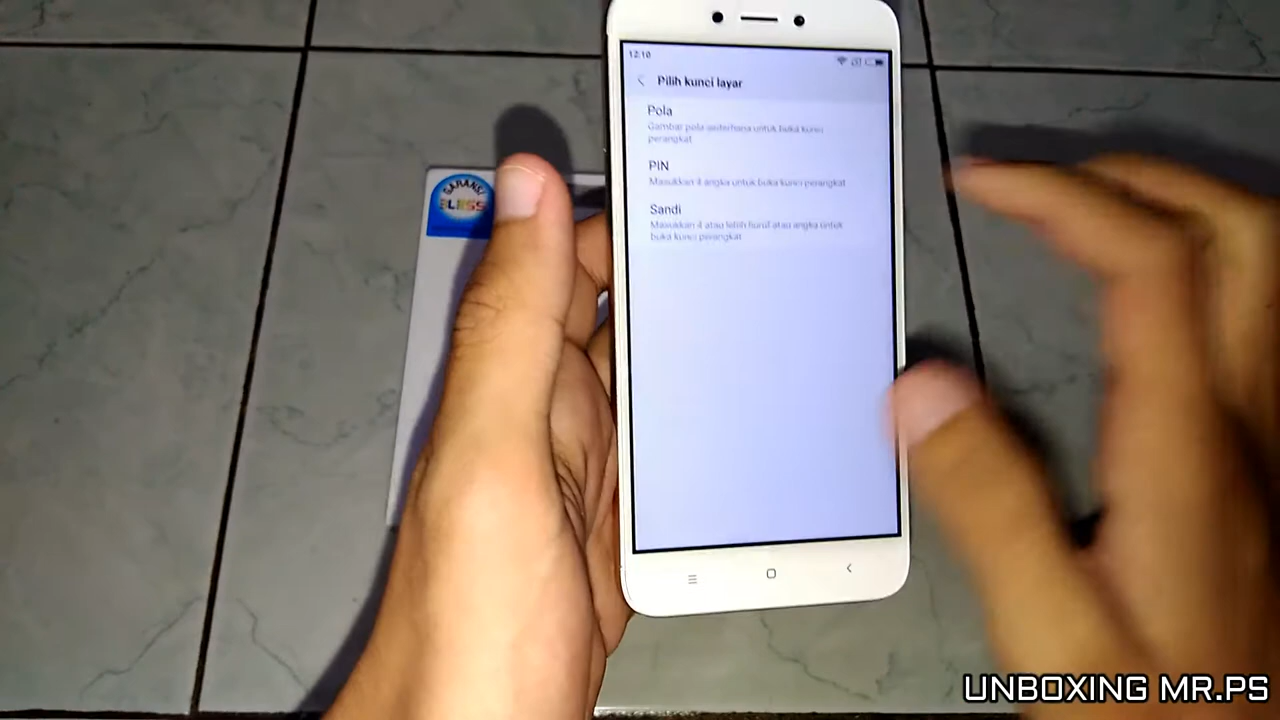 12:10
Pilih kunci layar
Pola
Gambar pola sederhana untuk buka kunci
perangkat
PIN
Masukkan 4 angka untuk buka kunci perangkat
Sandi
Masukkan 4 atau lebih huruf atau angka untuk
buka kunci perangkat
GARANSI
UNBOXING MR.PS